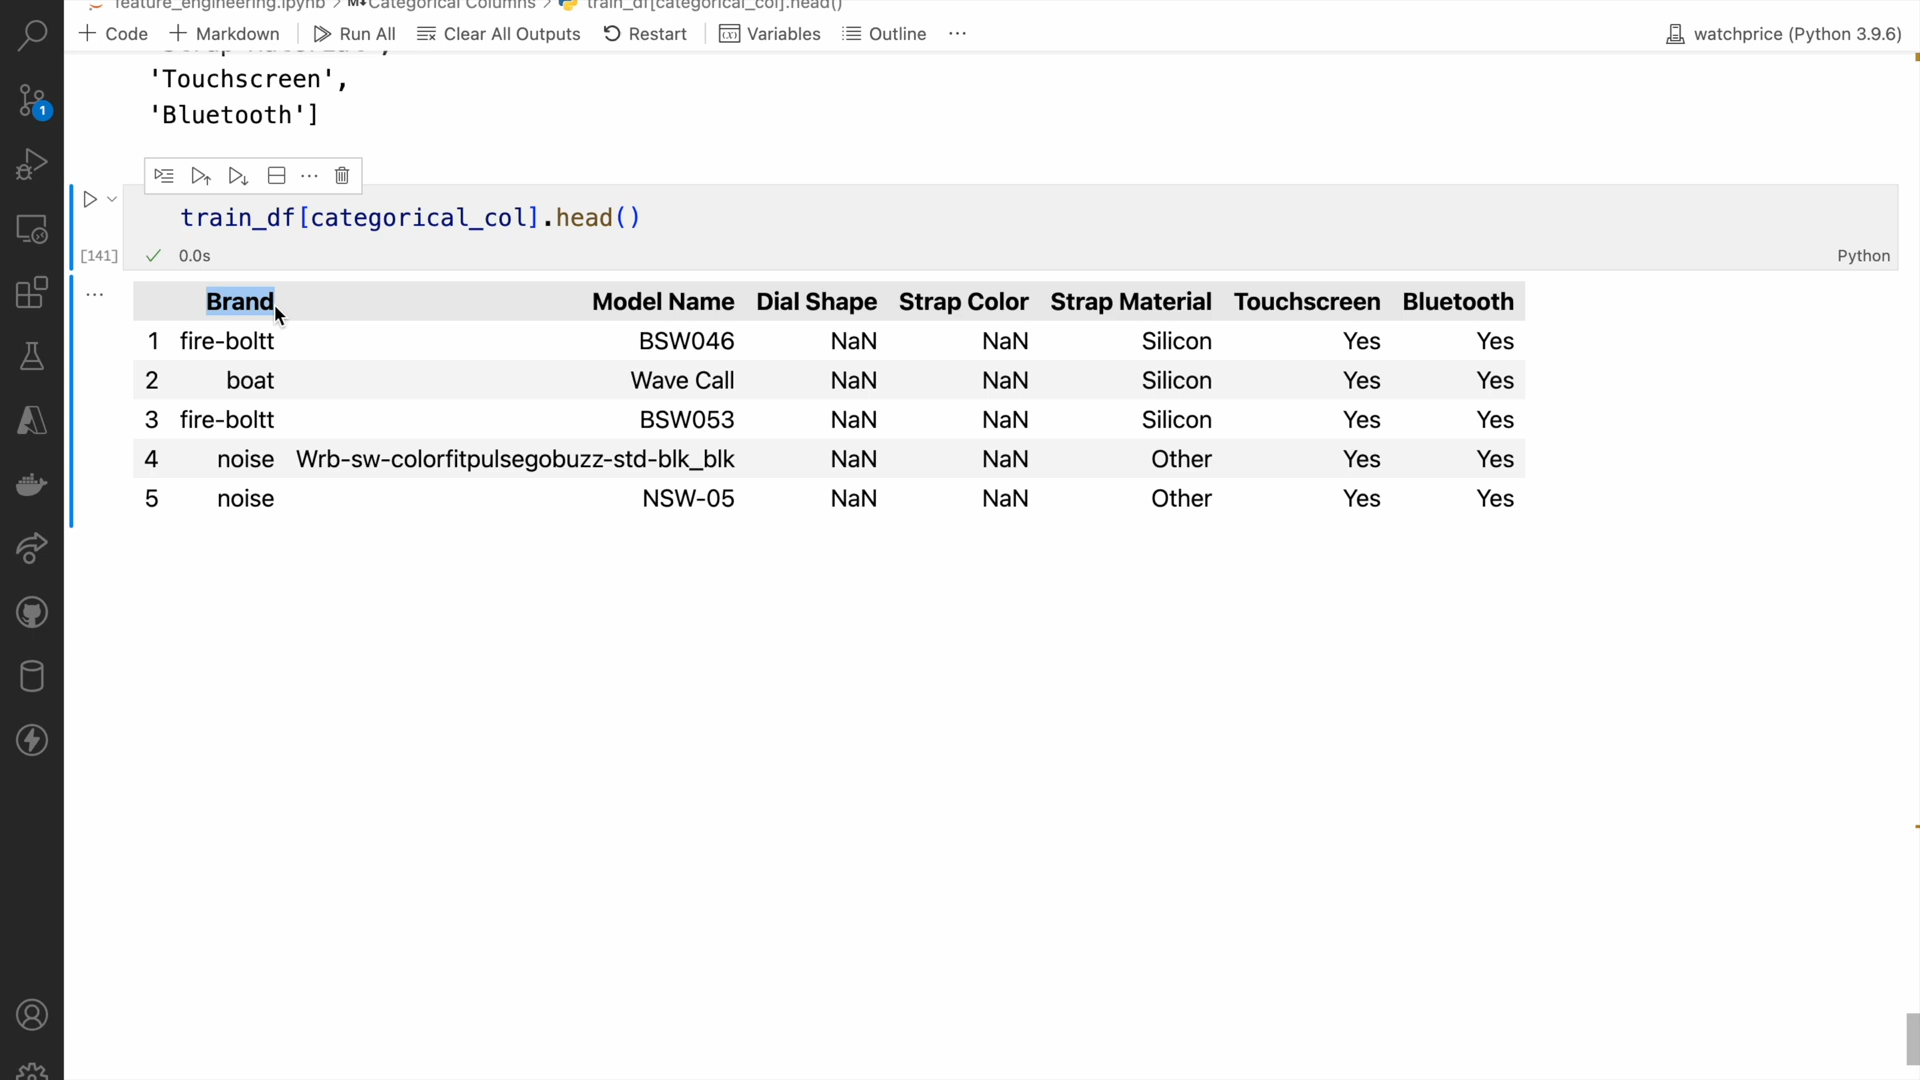 feature_engineering.ipynb > M↓Categorical Columns > train_df[categorical_col].head()
+ Code + Markdown Run All Clear All Outputs Restart Variables Outline ... watchprice (Python 3.9.6)
'Touchscreen',
'Bluetooth']
1
train_df[categorical_col].head()
[141] 0.0s Python
Brand Model Name Dial Shape Strap Color Strap Material Touchscreen Bluetooth
1 fire-boltt BSW046 NaN NaN Silicon Yes Yes
2 boat Wave Call NaN NaN Silicon Yes Yes
3 fire-boltt BSW053 NaN NaN Silicon Yes Yes
4 noise Wrb-sw-colorfitpulsegobuzz-std-blk_blk NaN NaN Other Yes Yes
5 noise NSW-05 NaN NaN Other Yes Yes